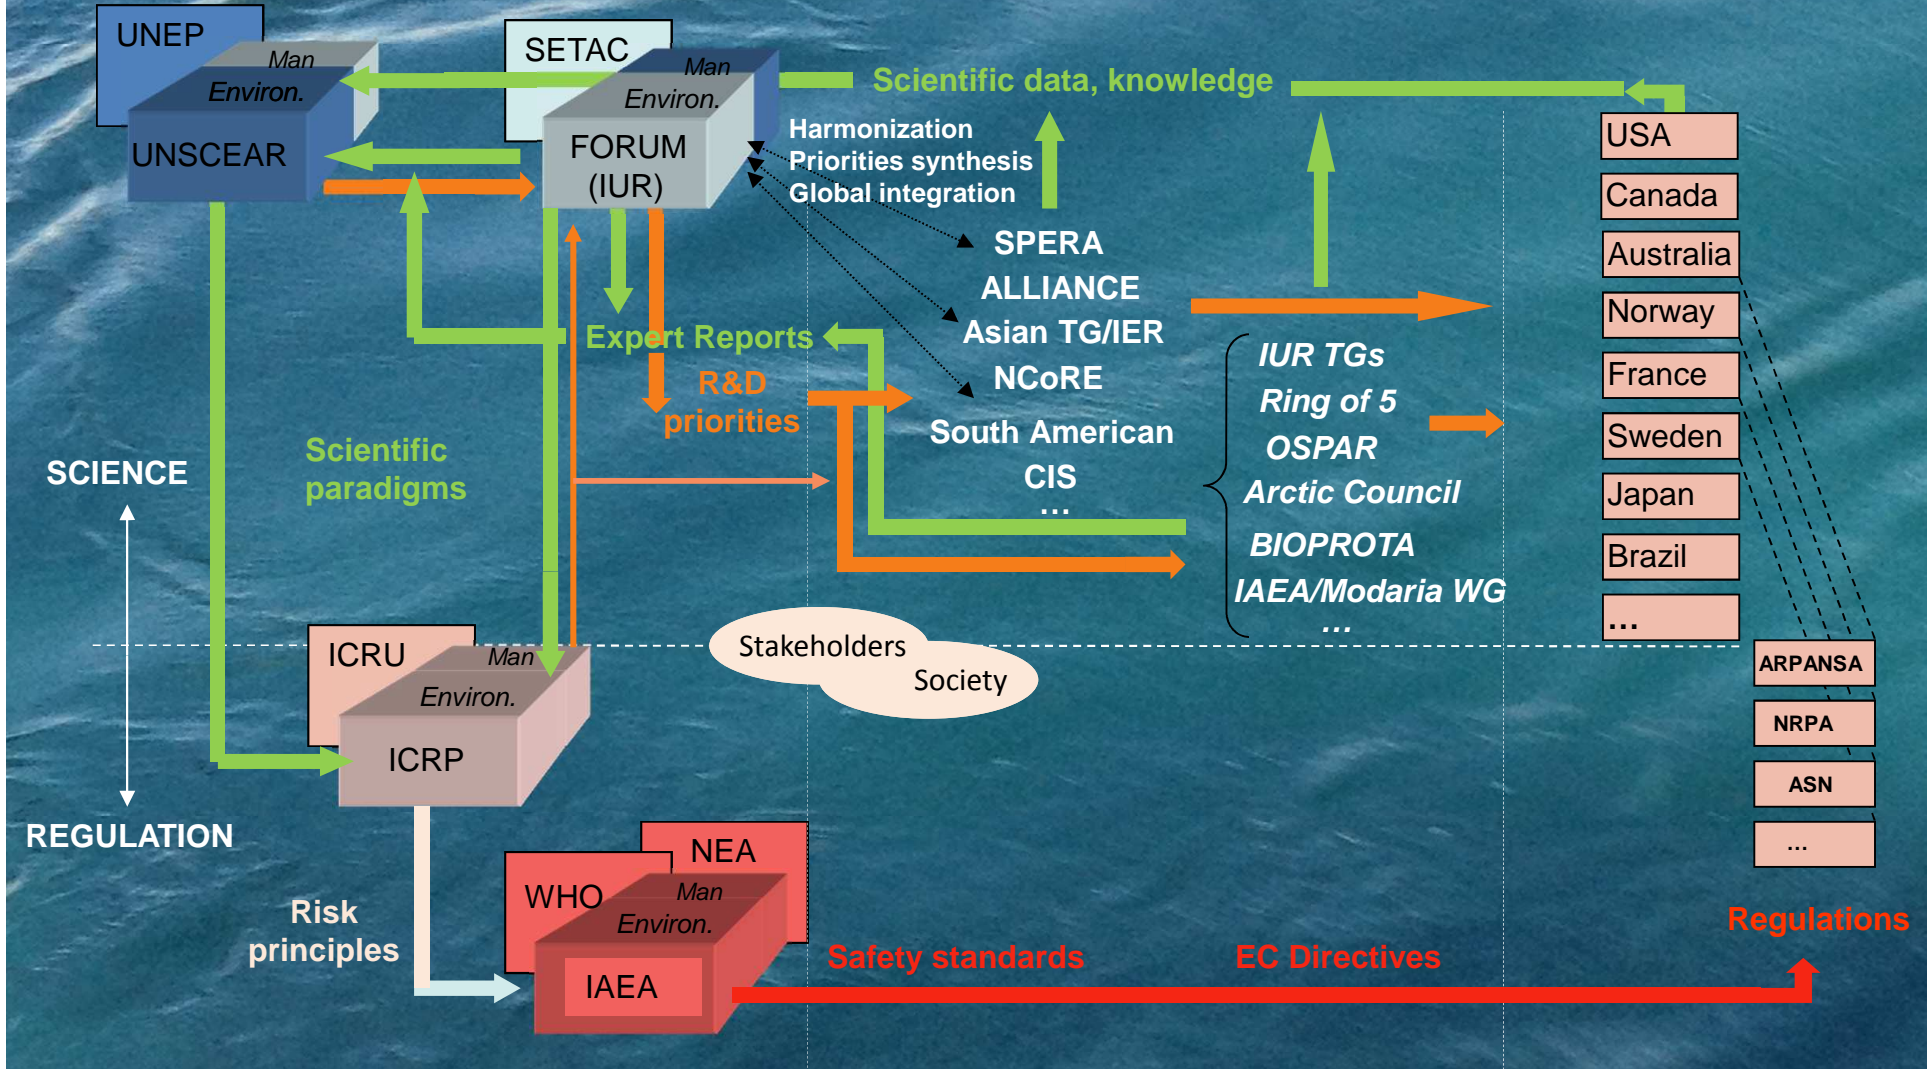 UNEP
Man
Environ.
UNSCEAR
SETAC
Man
Environ.
FORUM
(IUR)
Scientific data, knowledge
Harmonization
Priorities synthesis
Global integration
SPERA
ALLIANCE
Asian TG/IER
NCoRE
South American
CIS
...
Expert Reports
R&D
priorities
IUR TGs
Ring of 5
OSPAR
Arctic Council
BIOPROTA
IAEA/Modaria WG
...
USA
Canada
Australia
Norway
France
Sweden
Japan
Brazil
...
Scientific
paradigms
SCIENCE
REGULATION
Stakeholders
Society
ICRU
Man
Environ.
ICRP
ARPANSA
NRPA
ASN
...
Risk
principles
NEA
WHO
Man
Environ.
IAEA
Safety standards
EC Directives
Regulations